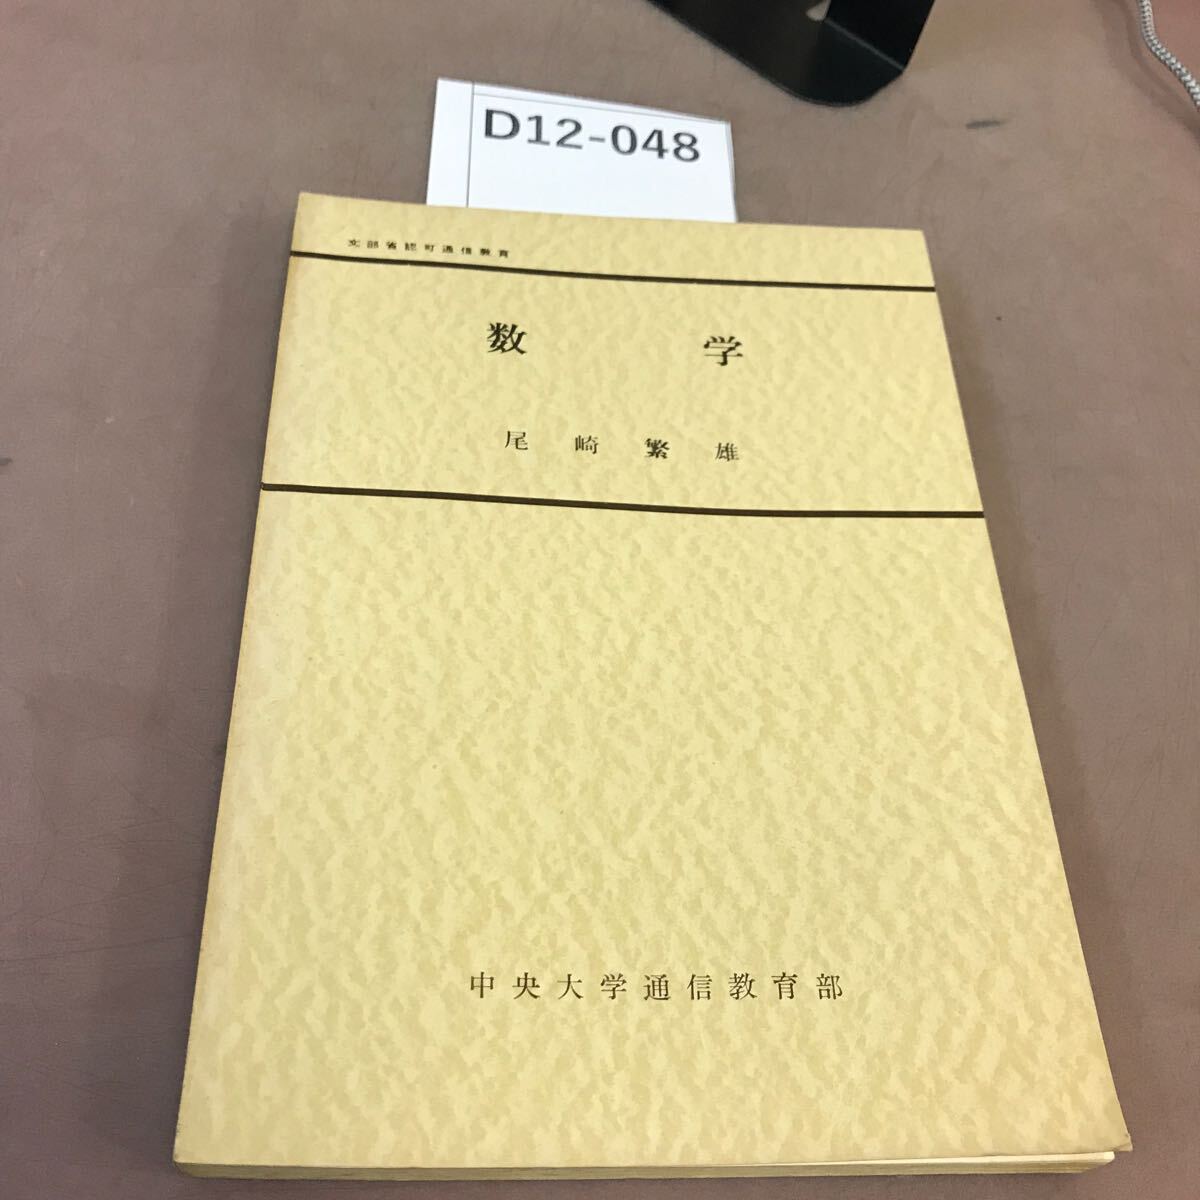 D12-048
文部省認可通信教育
数学
尾崎繁雄
中央大学通信教育部